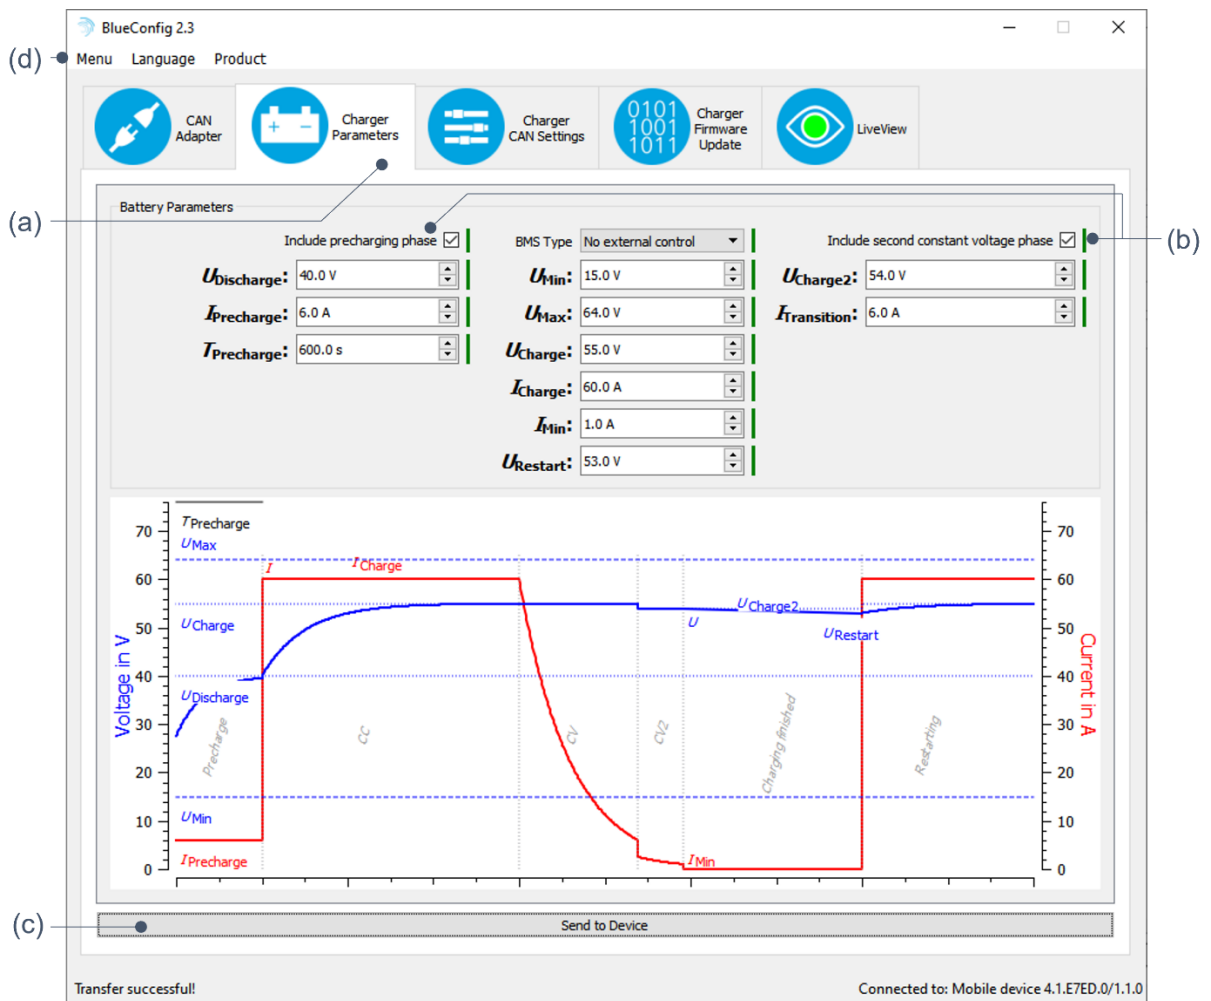 BlueConfig 2.3
(d)
Menu Language Product
CAN Adapter
Charger Parameters
Charger CAN Settings
0101 1001 1011
Charger Firmware Update
LiveView
(a)
(b)
Battery Parameters
Include precharging phase
BMS Type No external control
Include second constant voltage phase
UDischarge: 40.0 V
UMin: 15.0 V
UCharge2: 54.0 V
IPrecharge: 6.0 A
UMax: 64.0 V
ITransition: 6.0 A
TPrecharge: 600.0 s
UCharge: 55.0 V
ICharge: 60.0 A
IMin: 1.0 A
URestart: 53.0 V
Voltage in V
70
60
50
40
30
20
10
0
TPrecharge
UMax
I
ICharge
UCharge
UCharge2
U
URestart
UDischarge
Precharge
CC
CV
CV2
Charging finished
Restarting
UMin
IPrecharge
IMin
70
60
50
40
30
20
10
0
Current in A
(c)
Send to Device
Transfer successful!
Connected to: Mobile device 4.1.E7ED.0/1.1.0